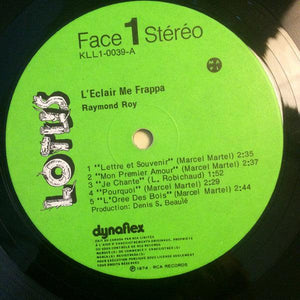 Face 1 Stéréo
KLL1-0039-A
L'Eclair Me Frappa
Raymond Roy
LOTUS
1 "Lettre et Souvenir" (Marcel Martel) 2:35
2 "Mon Premier Amour" (Marcel Martel) 2:37
3 "Je Chante" (L. Robichaud) 2:21
4 "Pourquoi" (Marcel Martel) 2:29
5 "L'Orée Des Bois" (Marcel Martel) 2:44
Production: Denis S. Beaulé
dynaflex
© 1974 RCA RECORDS